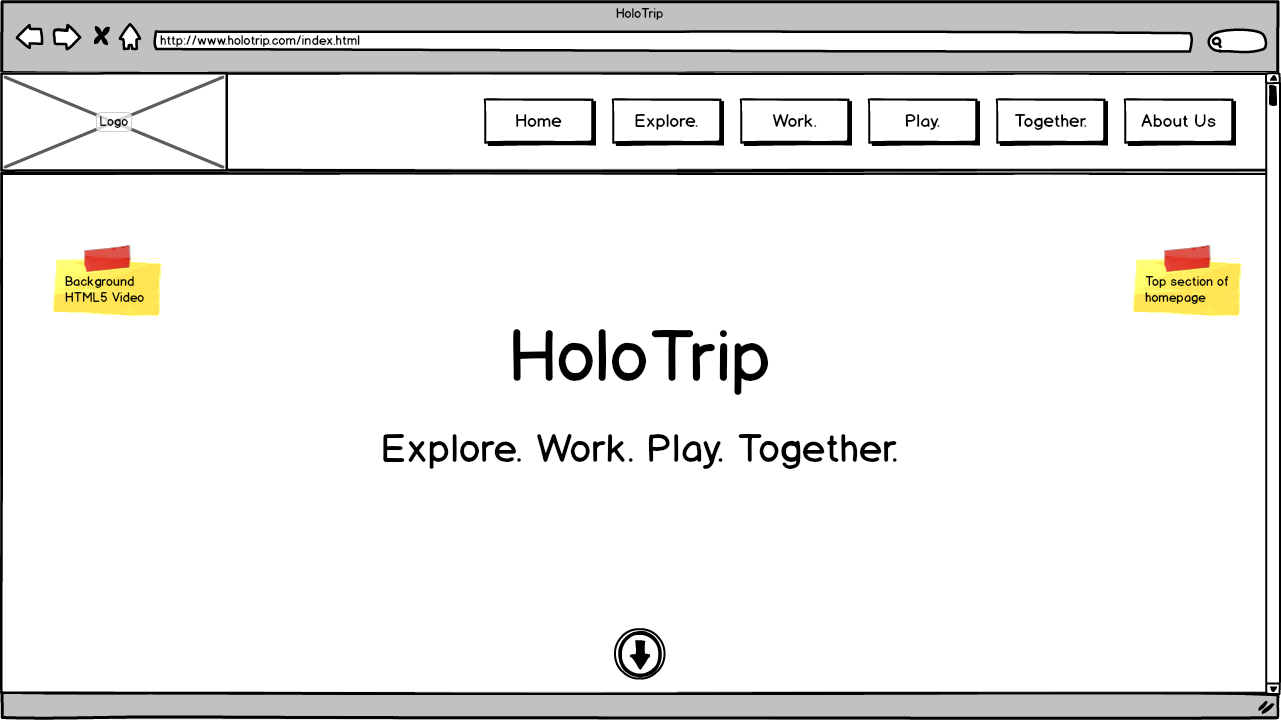 HoloTrip
http://www.holotrip.com/index.html
Logo
Home
Explore.
Work.
Play.
Together.
About Us
Background
HTML5 Video
Top section of
homepage
HoloTrip
Explore. Work. Play. Together.